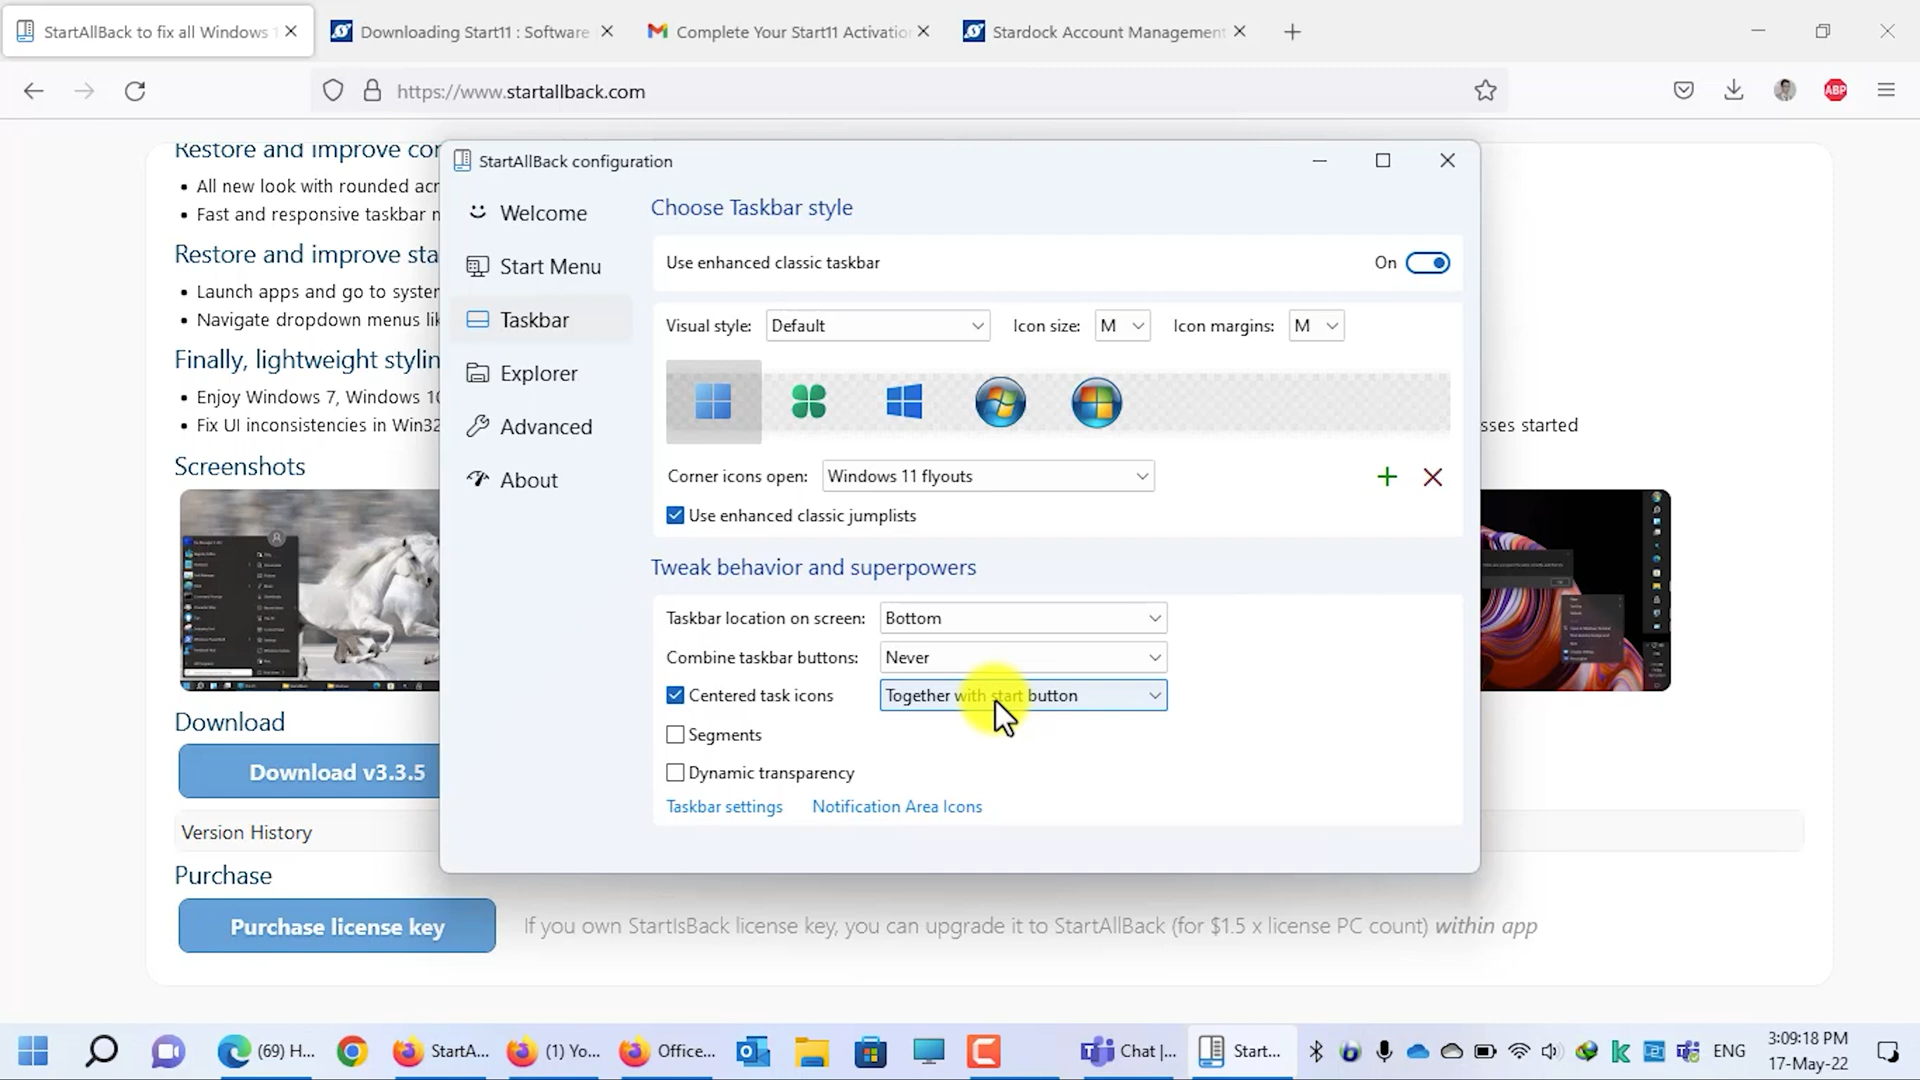 StartAllBack to fix all Windows 1
Downloading Start11 : Software
Complete Your Start11 Activatio
Stardock Account Management
https://www.startallback.com
ABP
Restore and improve cor
All new look with rounded acr
Fast and responsive taskbar m
Restore and improve sta
Launch apps and go to system
Navigate dropdown menus lik
Finally, lightweight stylin
Enjoy Windows 7, Windows 10
Fix UI inconsistencies in Win32
sses started
Screenshots
Download
Download v3.3.5
Version History
Purchase
Purchase license key
If you own StartIsBack license key, you can upgrade it to StartAllBack (for $1.5 x license PC count) within app
StartAllBack configuration
Welcome
Start Menu
Taskbar
Explorer
Advanced
About
Choose Taskbar style
Use enhanced classic taskbar
On
Visual style: Default Icon size: M Icon margins: M
Corner icons open: Windows 11 flyouts
Use enhanced classic jumplists
Tweak behavior and superpowers
Taskbar location on screen: Bottom
Combine taskbar buttons: Never
Centered task icons Together with start button
Segments
Dynamic transparency
Taskbar settings Notification Area Icons
(69) H...
StartA...
(1) Yo...
Office...
Chat |...
Start...
ENG
3:09:18 PM
17-May-22